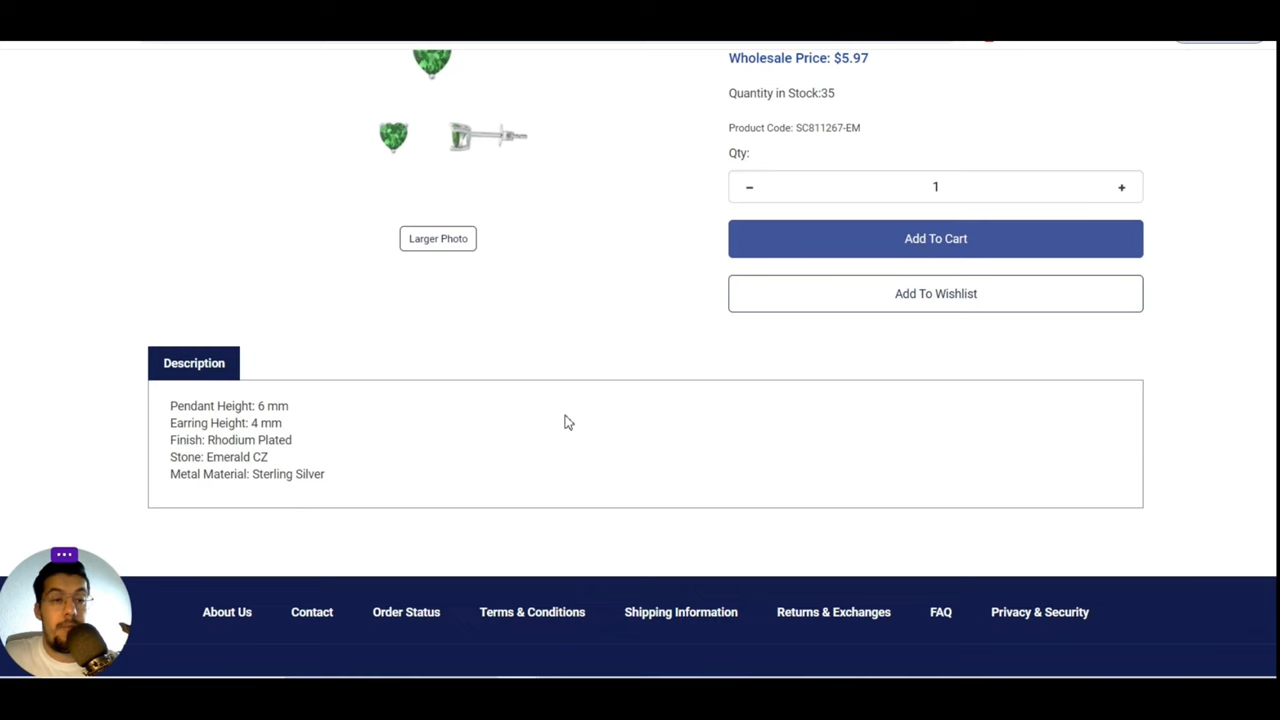 Wholesale Price: $5.97
Quantity in Stock:35
Product Code: SC811267-EM
Qty:
− 1 +
Larger Photo
Add To Cart
Add To Wishlist
Description
Pendant Height: 6 mm
Earring Height: 4 mm
Finish: Rhodium Plated
Stone: Emerald CZ
Metal Material: Sterling Silver
About Us Contact Order Status Terms & Conditions Shipping Information Returns & Exchanges FAQ Privacy & Security